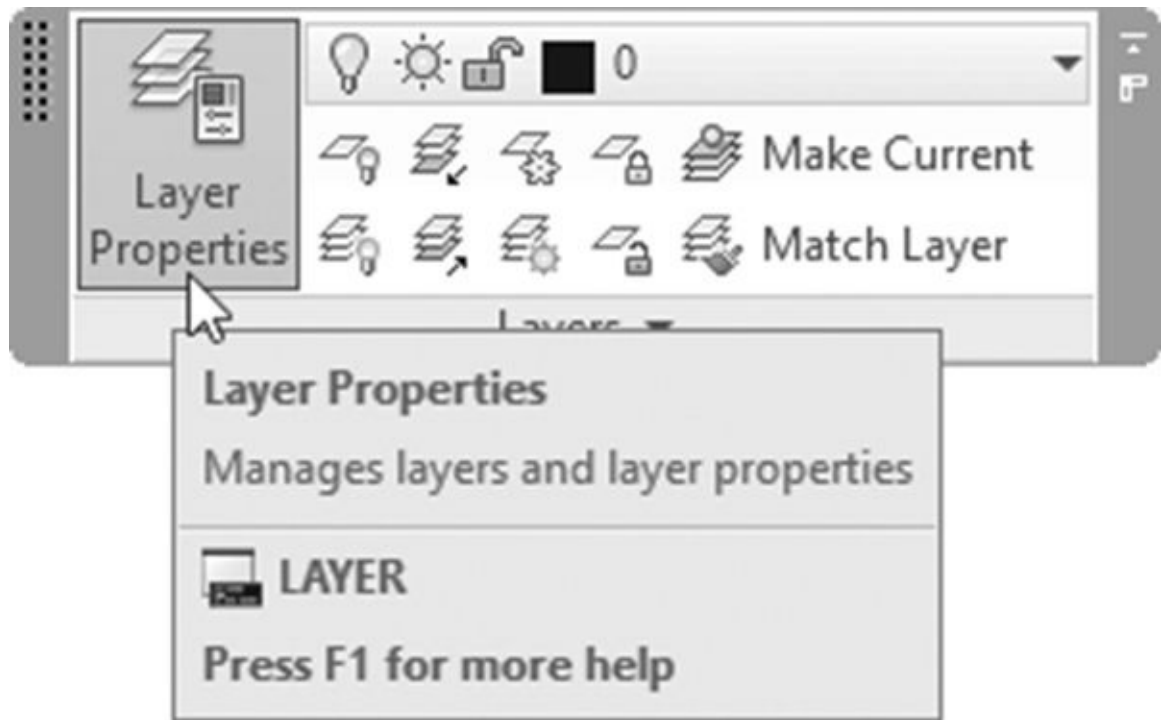 0
Layer
Properties
Make Current
Match Layer
Layers
Layer Properties
Manages layers and layer properties
LAYER
Press F1 for more help